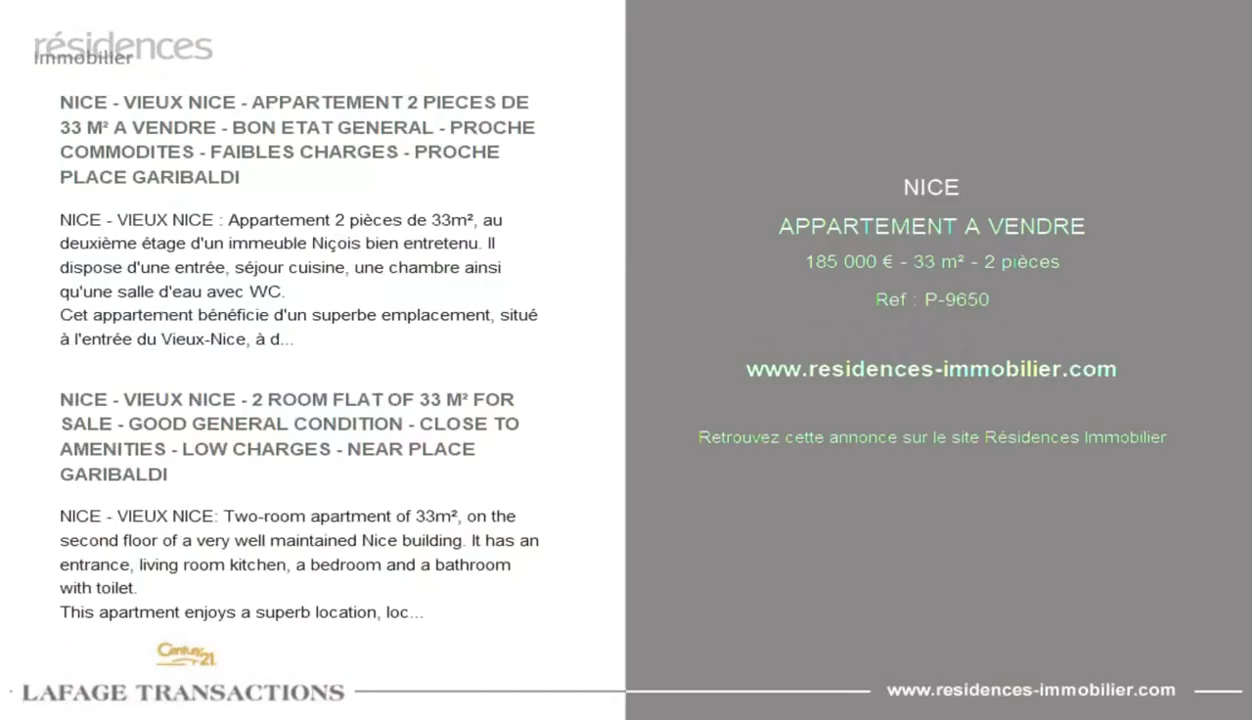 résidences
immobilier
NICE - VIEUX NICE - APPARTEMENT 2 PIECES DE
33 M² A VENDRE - BON ETAT GENERAL - PROCHE
COMMODITES - FAIBLES CHARGES - PROCHE
PLACE GARIBALDI
NICE - VIEUX NICE : Appartement 2 pièces de 33m², au
deuxième étage d'un immeuble Niçois bien entretenu. Il
dispose d'une entrée, séjour cuisine, une chambre ainsi
qu'une salle d'eau avec WC.
Cet appartement bénéficie d'un superbe emplacement, situé
à l'entrée du Vieux-Nice, à d...
NICE - VIEUX NICE - 2 ROOM FLAT OF 33 M² FOR
SALE - GOOD GENERAL CONDITION - CLOSE TO
AMENITIES - LOW CHARGES - NEAR PLACE
GARIBALDI
NICE - VIEUX NICE: Two-room apartment of 33m², on the
second floor of a very well maintained Nice building. It has an
entrance, living room kitchen, a bedroom and a bathroom
with toilet.
This apartment enjoys a superb location, loc...
Century 21
LAFAGE TRANSACTIONS
NICE
APPARTEMENT A VENDRE
185 000 € - 33 m² - 2 pièces
Ref : P-9650
www.residences-immobilier.com
Retrouvez cette annonce sur le site Résidences Immobilier
www.residences-immobilier.com